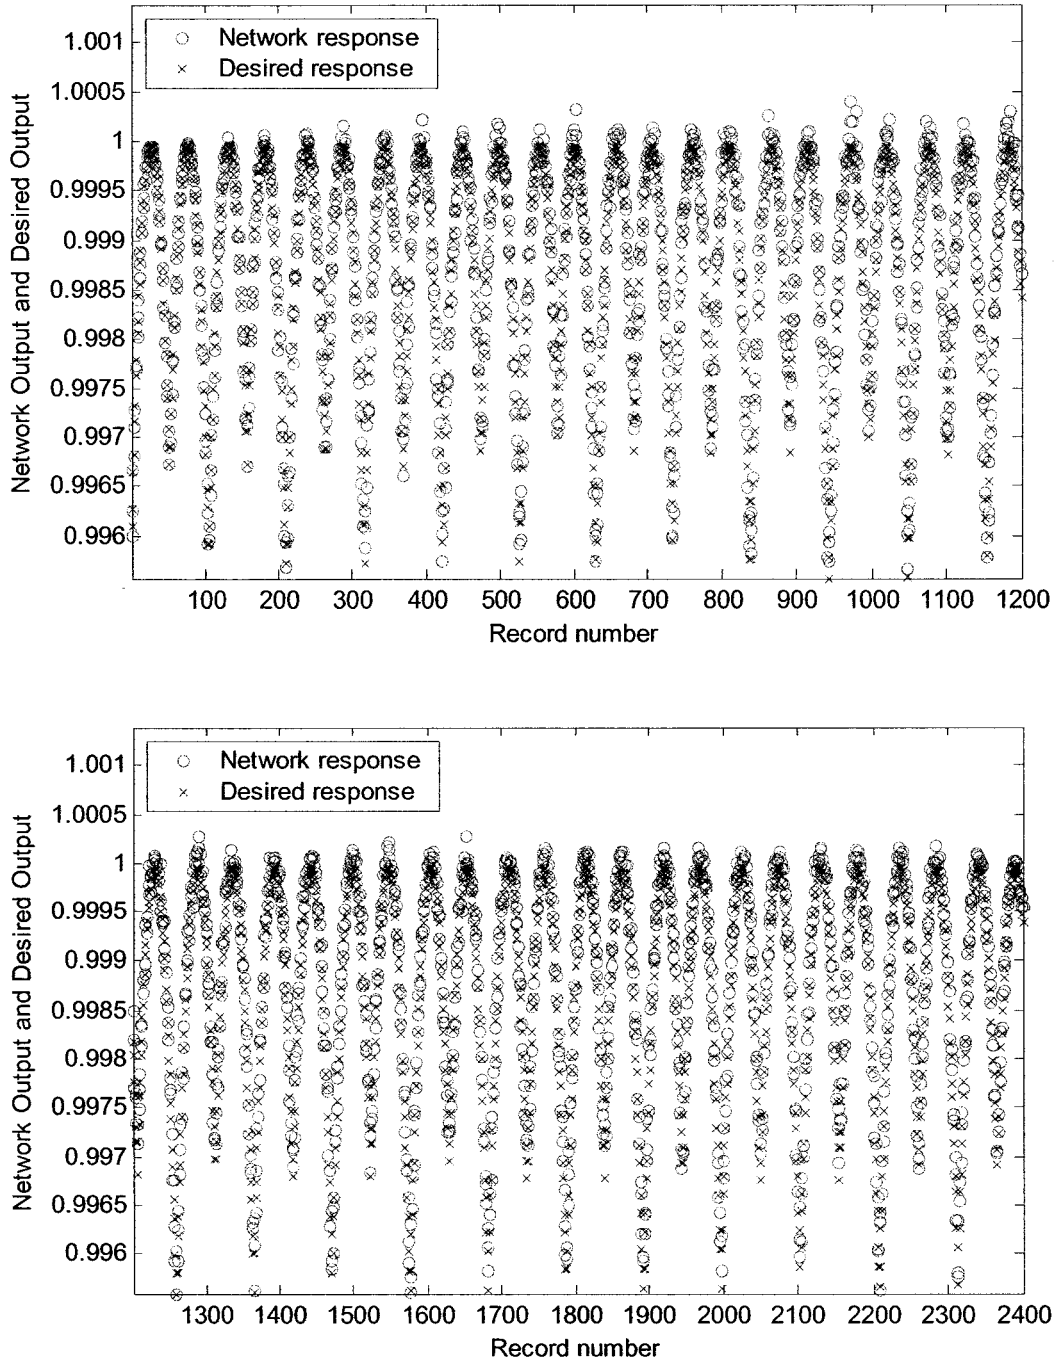 Network response
Desired response
1.001
1.0005
1
0.9995
0.999
0.9985
0.998
0.9975
0.997
0.9965
0.996
Network Output and Desired Output
100 200 300 400 500 600 700 800 900 1000 1100 1200
Record number
Network response
Desired response
1.001
1.0005
1
0.9995
0.999
0.9985
0.998
0.9975
0.997
0.9965
0.996
Network Output and Desired Output
1300 1400 1500 1600 1700 1800 1900 2000 2100 2200 2300 2400
Record number